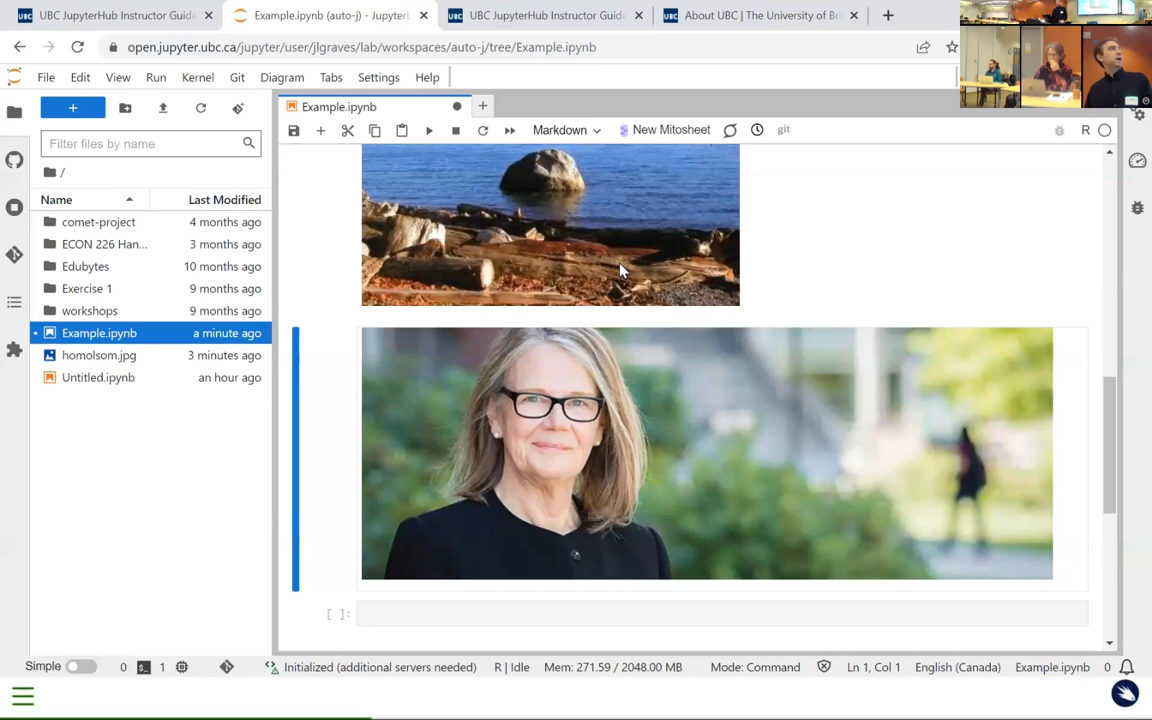 UBC JupyterHub Instructor Guide
Example.ipynb (auto-j) - JupyterL
UBC JupyterHub Instructor Guide
About UBC | The University of Bri
open.jupyter.ubc.ca/jupyter/user/jlgraves/lab/workspaces/auto-j/tree/Example.ipynb
File Edit View Run Kernel Git Diagram Tabs Settings Help
Example.ipynb
Markdown New Mitosheet git R
Filter files by name
/
Name Last Modified
comet-project 4 months ago
ECON 226 Han... 3 months ago
Edubytes 10 months ago
Exercise 1 9 months ago
workshops 9 months ago
Example.ipynb a minute ago
homolsom.jpg 3 minutes ago
Untitled.ipynb an hour ago
[ ]:
Simple 0 1 Initialized (additional servers needed) R | Idle Mem: 271.59 / 2048.00 MB Mode: Command Ln 1, Col 1 English (Canada) Example.ipynb 0